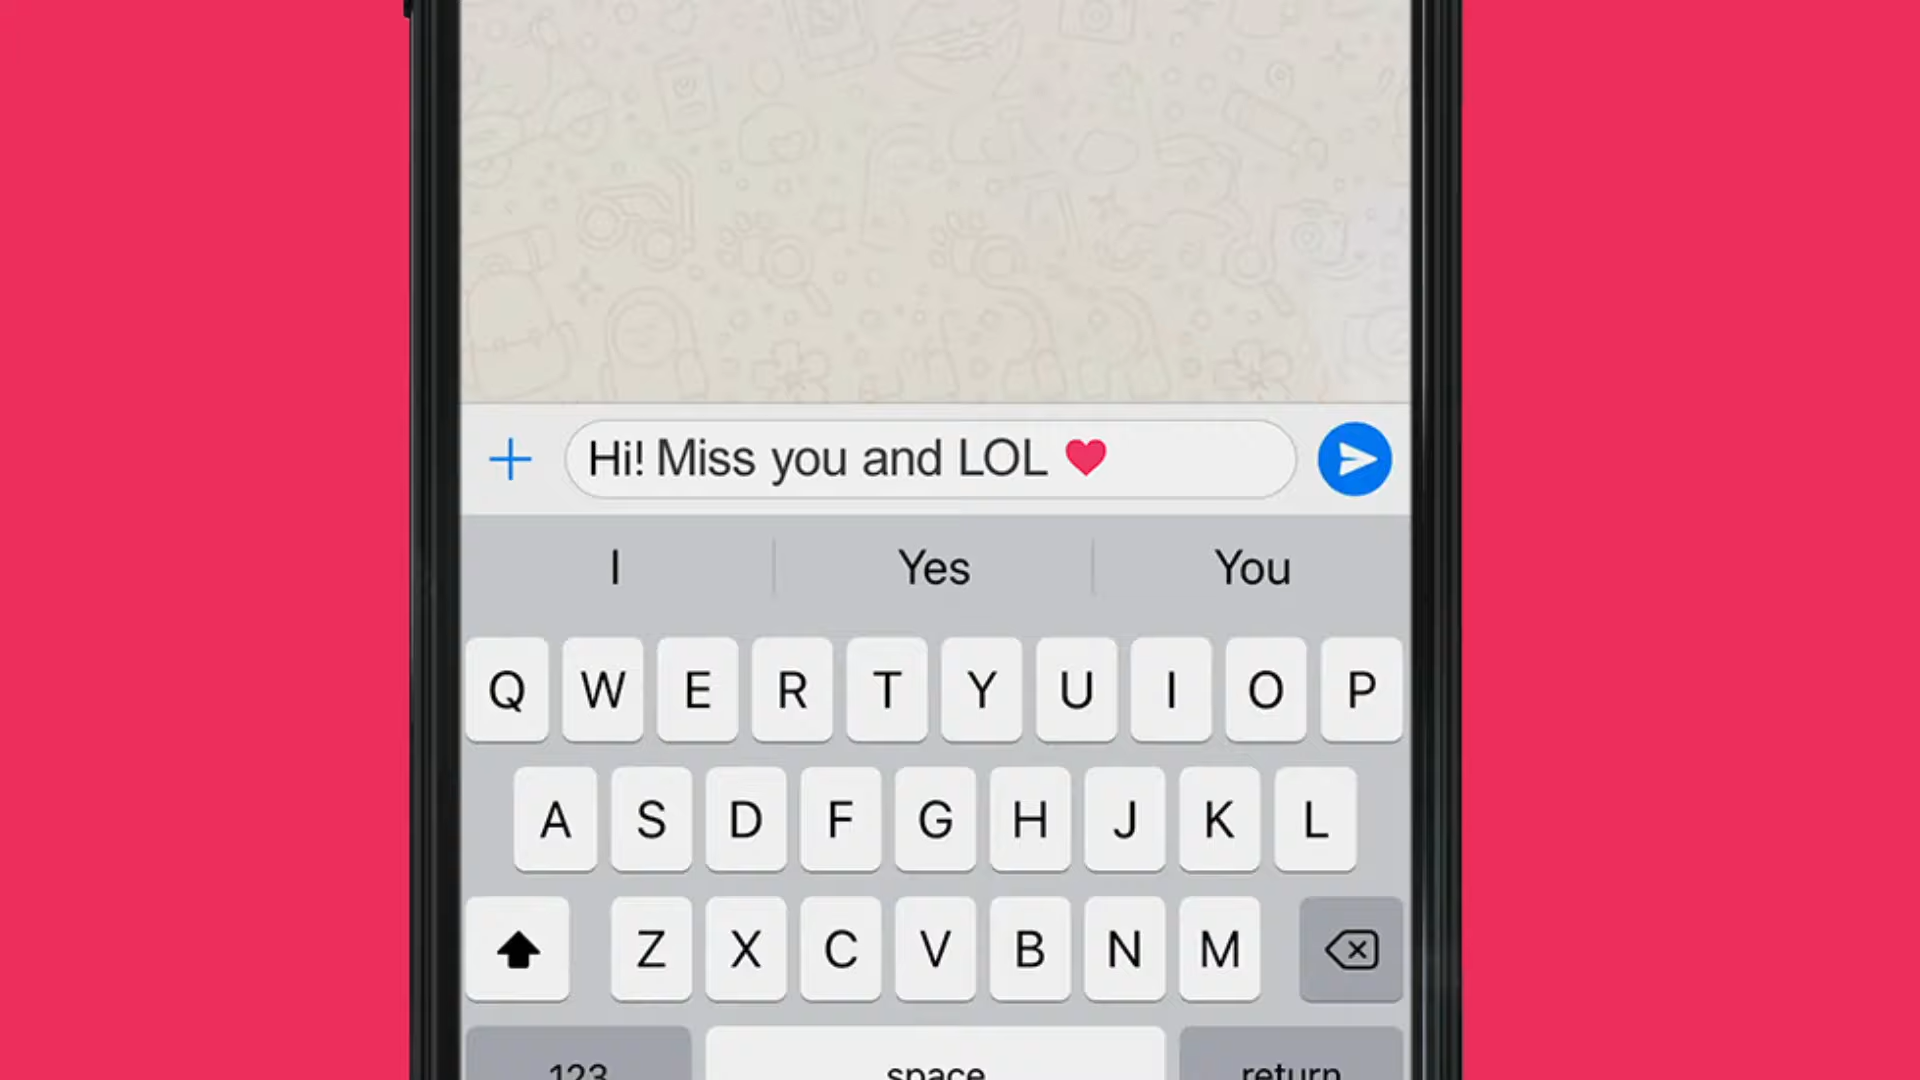 Hi! Miss you and LOL ❤️
I Yes You
Q W E R T Y U I O P
A S D F G H J K L
Z X C V B N M
123 space return